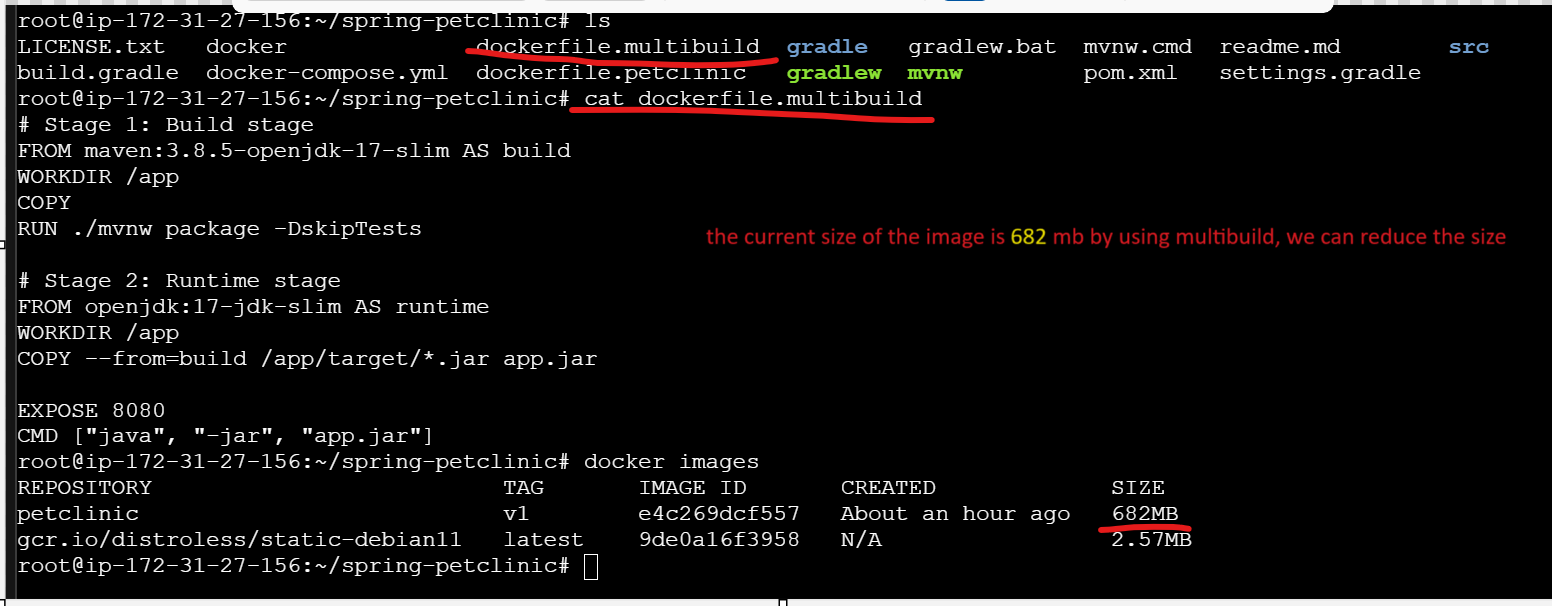 root@ip-172-31-27-156:~/spring-petclinic# ls
LICENSE.txt docker dockerfile.multibuild gradle gradlew.bat mvnw.cmd readme.md src
build.gradle docker-compose.yml dockerfile.petclinic gradlew mvnw pom.xml settings.gradle
root@ip-172-31-27-156:~/spring-petclinic# cat dockerfile.multibuild
# Stage 1: Build stage
FROM maven:3.8.5-openjdk-17-slim AS build
WORKDIR /app
COPY
RUN ./mvnw package -DskipTests
the current size of the image is 682 mb by using multibuild, we can reduce the size
# Stage 2: Runtime stage
FROM openjdk:17-jdk-slim AS runtime
WORKDIR /app
COPY --from=build /app/target/*.jar app.jar
EXPOSE 8080
CMD ["java", "-jar", "app.jar"]
root@ip-172-31-27-156:~/spring-petclinic# docker images
REPOSITORY TAG IMAGE ID CREATED SIZE
petclinic v1 e4c269dcf557 About an hour ago 682MB
gcr.io/distroless/static-debian11 latest 9de0a16f3958 N/A 2.57MB
root@ip-172-31-27-156:~/spring-petclinic#